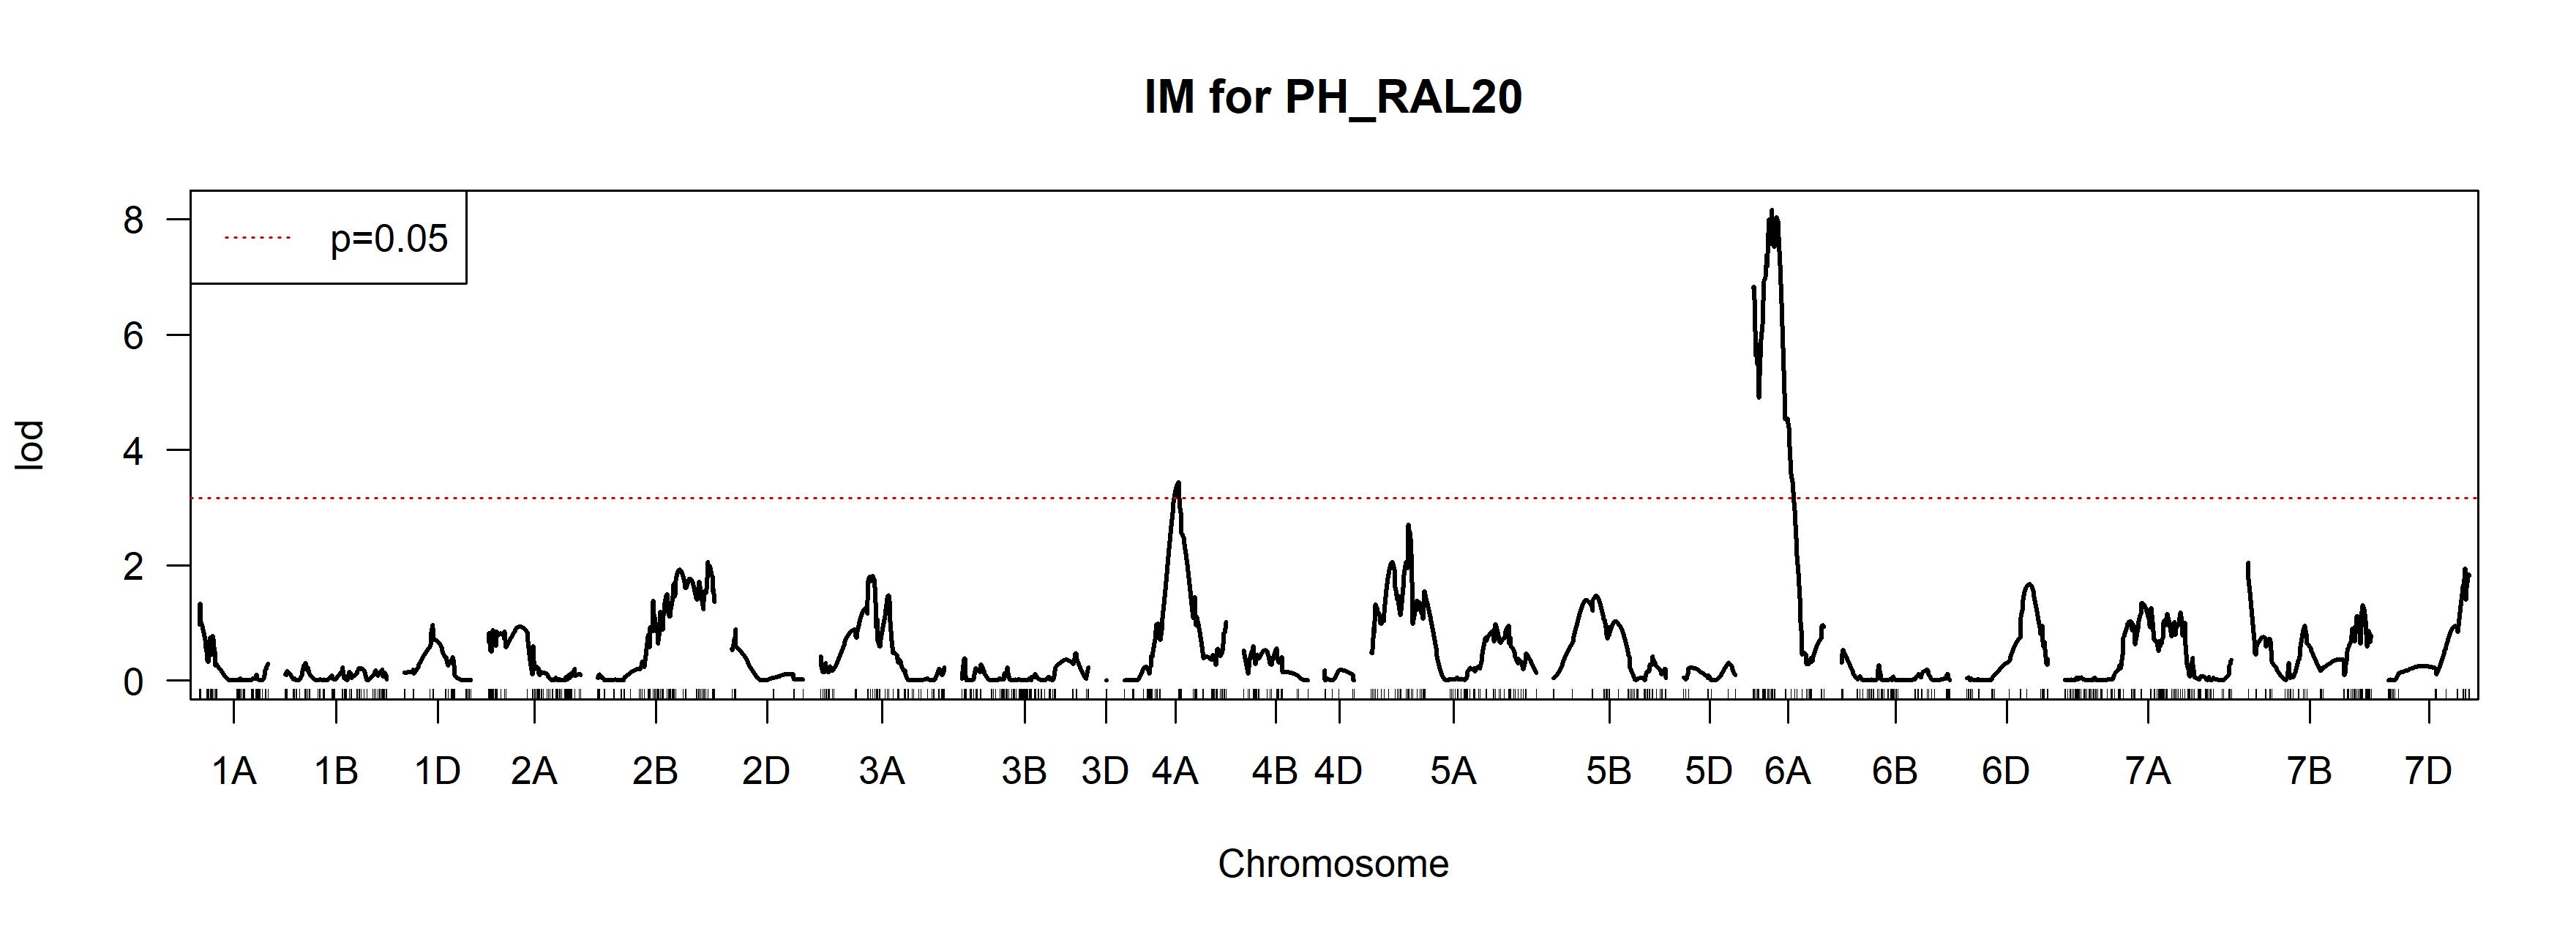 IM for PH_RAL20
p=0.05
8
6
4
2
0
lod
1A 1B 1D 2A 2B 2D 3A 3B 3D 4A 4B 4D 5A 5B 5D 6A 6B 6D 7A 7B 7D
Chromosome